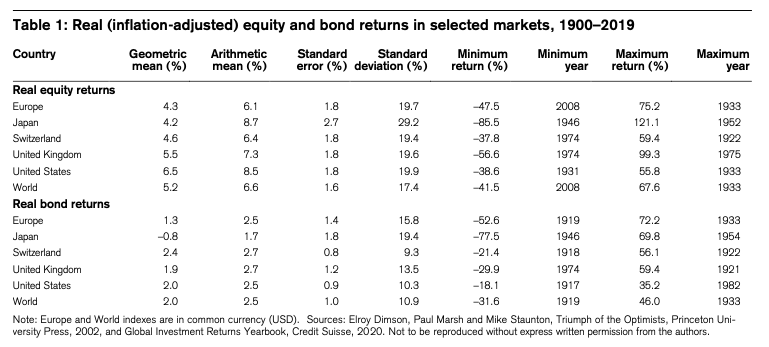 Table 1: Real (inflation-adjusted) equity and bond returns in selected markets, 1900–2019
Country Geometric mean (%) Arithmetic mean (%) Standard error (%) Standard deviation (%) Minimum return (%) Minimum year Maximum return (%) Maximum year
Real equity returns
Europe 4.3 6.1 1.8 19.7 –47.5 2008 75.2 1933
Japan 4.2 8.7 2.7 29.2 –85.5 1946 121.1 1952
Switzerland 4.6 6.4 1.8 19.4 –37.8 1974 59.4 1922
United Kingdom 5.5 7.3 1.8 19.6 –56.6 1974 99.3 1975
United States 6.5 8.5 1.8 19.9 –38.6 1931 55.8 1933
World 5.2 6.6 1.6 17.4 –41.5 2008 67.6 1933
Real bond returns
Europe 1.3 2.5 1.4 15.8 –52.6 1919 72.2 1933
Japan –0.8 1.7 1.8 19.4 –77.5 1946 69.8 1954
Switzerland 2.4 2.7 0.8 9.3 –21.4 1918 56.1 1922
United Kingdom 1.9 2.7 1.2 13.5 –29.9 1974 59.4 1921
United States 2.0 2.5 0.9 10.3 –18.1 1917 35.2 1982
World 2.0 2.5 1.0 10.9 –31.6 1919 46.0 1933
Note: Europe and World indexes are in common currency (USD). Sources: Elroy Dimson, Paul Marsh and Mike Staunton, Triumph of the Optimists, Princeton Uni-
versity Press, 2002, and Global Investment Returns Yearbook, Credit Suisse, 2020. Not to be reproduced without express written permission from the authors.